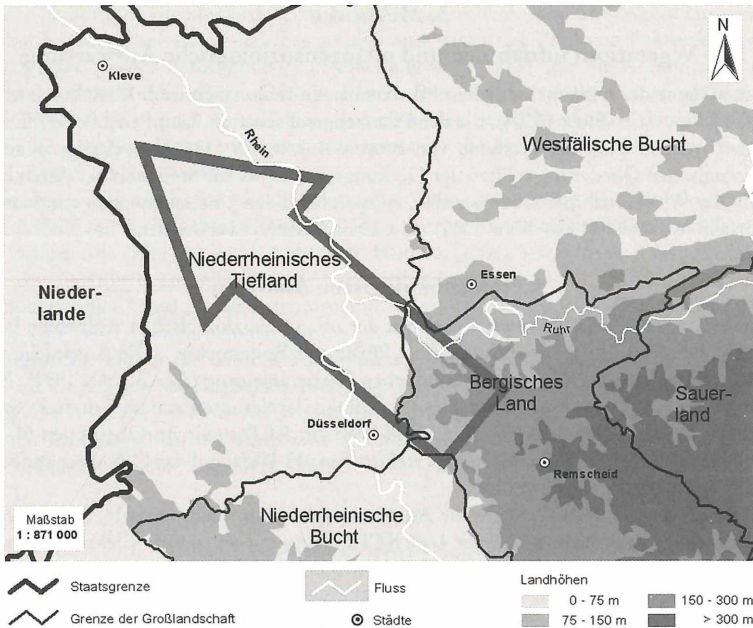 N
Kleve
Rhein
Westfälische Bucht
Niederrheinisches
Tiefland
Essen
Nieder-
lande
Ruhr
Bergisches
Land
Sauer-
land
Düsseldorf
Remscheid
Maßstab
1 : 871 000
Niederrheinische
Bucht
Staatsgrenze
Fluss
Landhöhen
0 - 75 m
150 - 300 m
Grenze der Großlandschaft
Städte
75 - 150 m
> 300 m